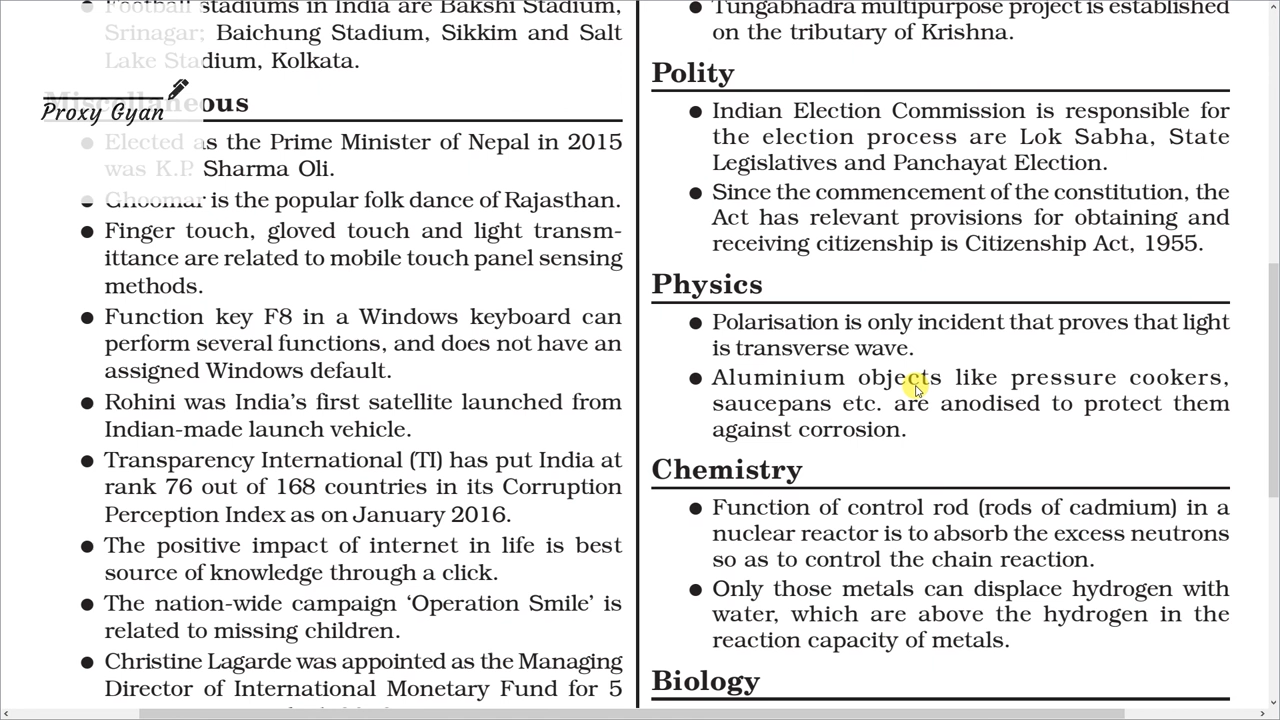 Football stadiums in India are Bakshi Stadium,
Srinagar; Baichung Stadium, Sikkim and Salt
Lake Stadium, Kolkata.
Miscellaneous
Proxy Gyan
● Elected as the Prime Minister of Nepal in 2015
was K.P. Sharma Oli.
● Ghoomar is the popular folk dance of Rajasthan.
● Finger touch, gloved touch and light transm-
ittance are related to mobile touch panel sensing
methods.
● Function key F8 in a Windows keyboard can
perform several functions, and does not have an
assigned Windows default.
● Rohini was India's first satellite launched from
Indian-made launch vehicle.
● Transparency International (TI) has put India at
rank 76 out of 168 countries in its Corruption
Perception Index as on January 2016.
● The positive impact of internet in life is best
source of knowledge through a click.
● The nation-wide campaign 'Operation Smile' is
related to missing children.
● Christine Lagarde was appointed as the Managing
Director of International Monetary Fund for 5
Tungabhadra multipurpose project is established
on the tributary of Krishna.
Polity
● Indian Election Commission is responsible for
the election process are Lok Sabha, State
Legislatives and Panchayat Election.
● Since the commencement of the constitution, the
Act has relevant provisions for obtaining and
receiving citizenship is Citizenship Act, 1955.
Physics
● Polarisation is only incident that proves that light
is transverse wave.
● Aluminium objects like pressure cookers,
saucepans etc. are anodised to protect them
against corrosion.
Chemistry
● Function of control rod (rods of cadmium) in a
nuclear reactor is to absorb the excess neutrons
so as to control the chain reaction.
● Only those metals can displace hydrogen with
water, which are above the hydrogen in the
reaction capacity of metals.
Biology